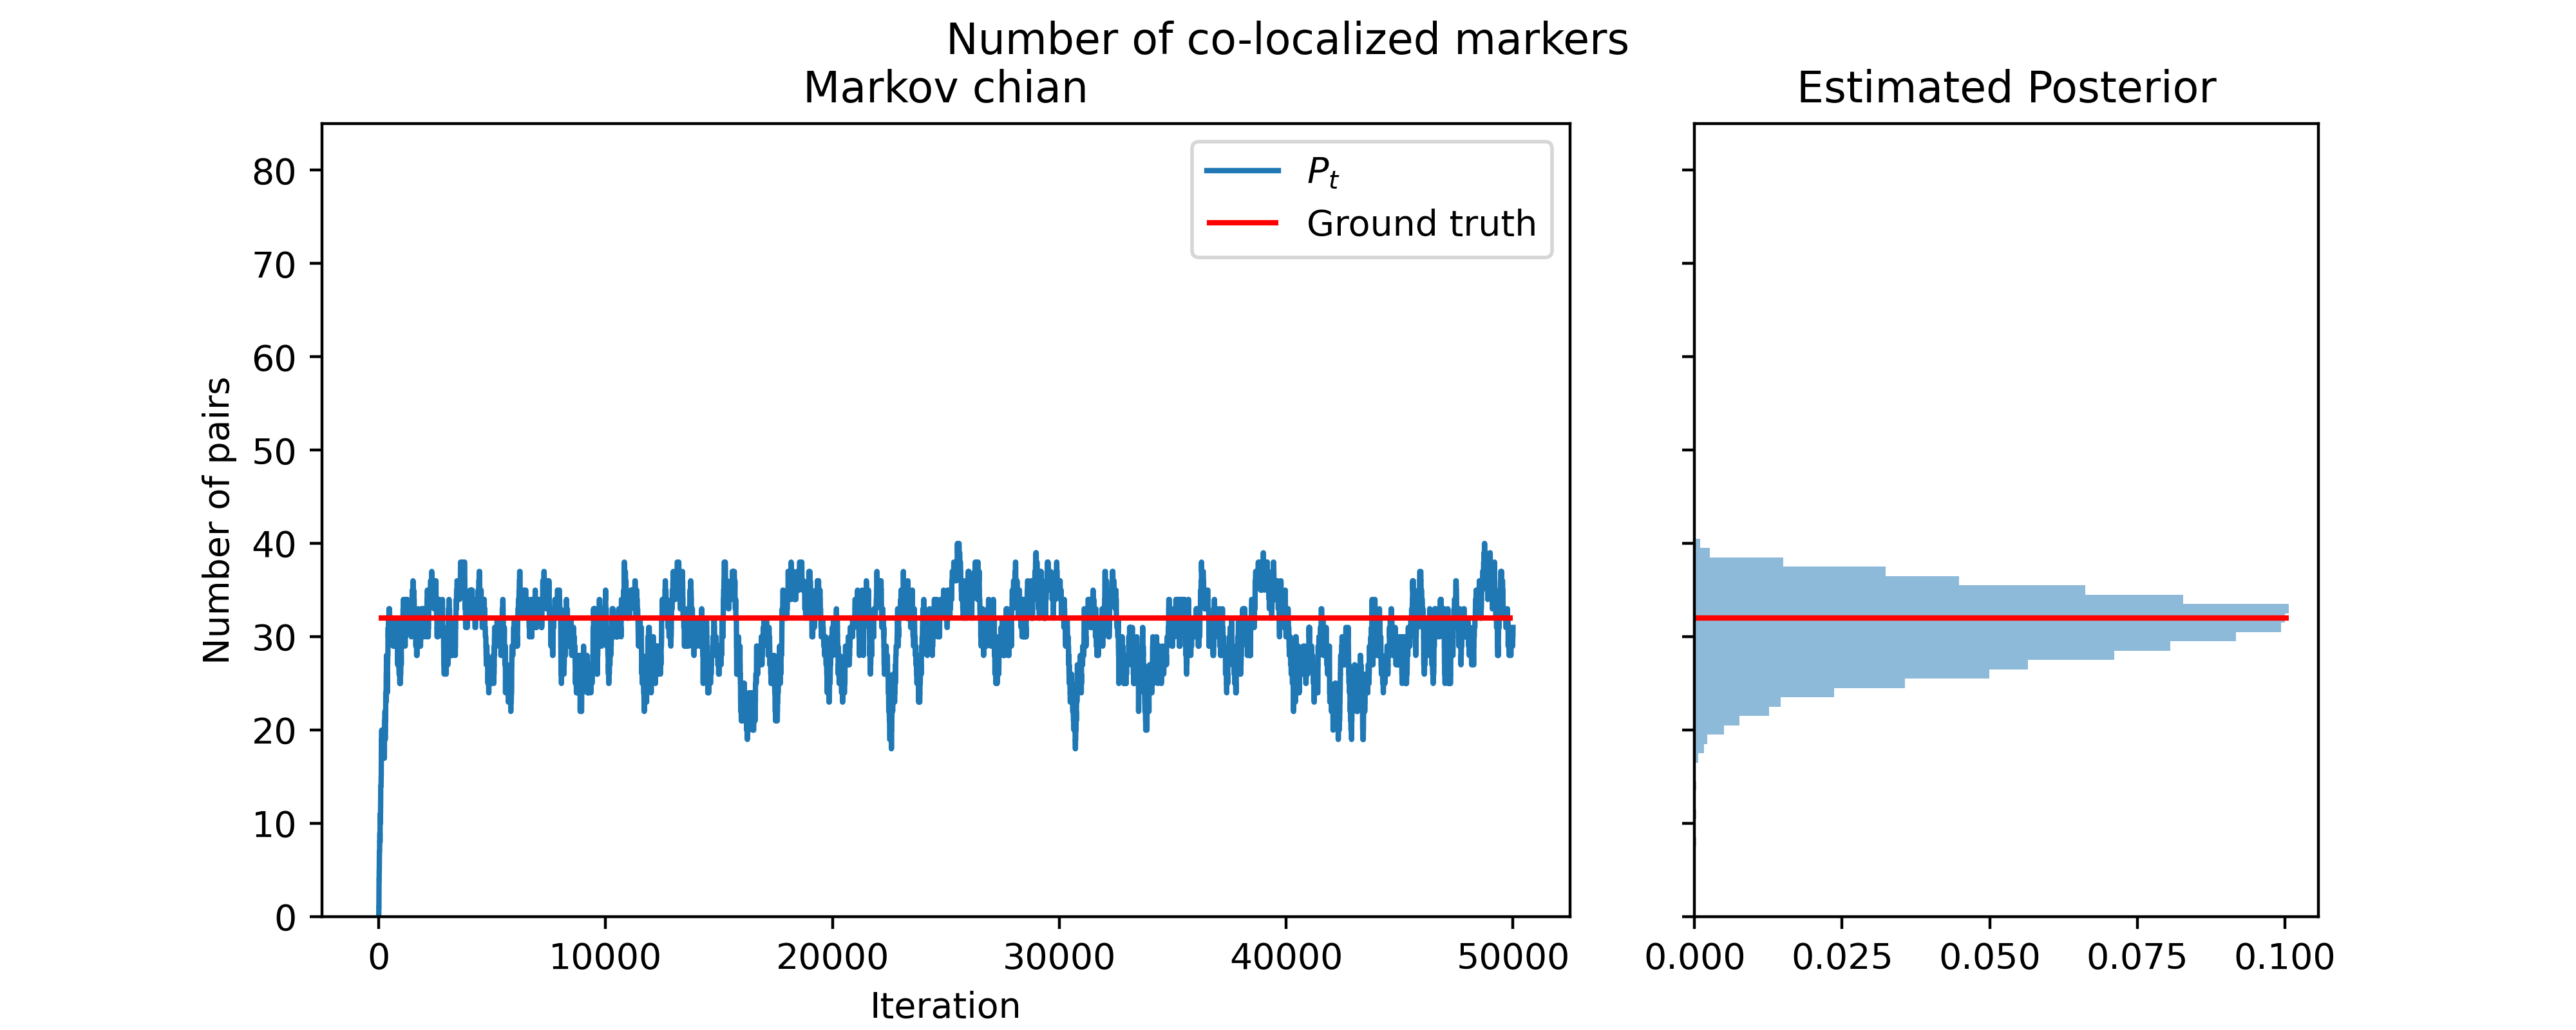 Number of co-localized markers
Markov chian
Estimated Posterior
80
70
60
50
40
30
20
10
0
Number of pairs
P_t
Ground truth
0 10000 20000 30000 40000 50000
Iteration
0.000 0.025 0.050 0.075 0.100